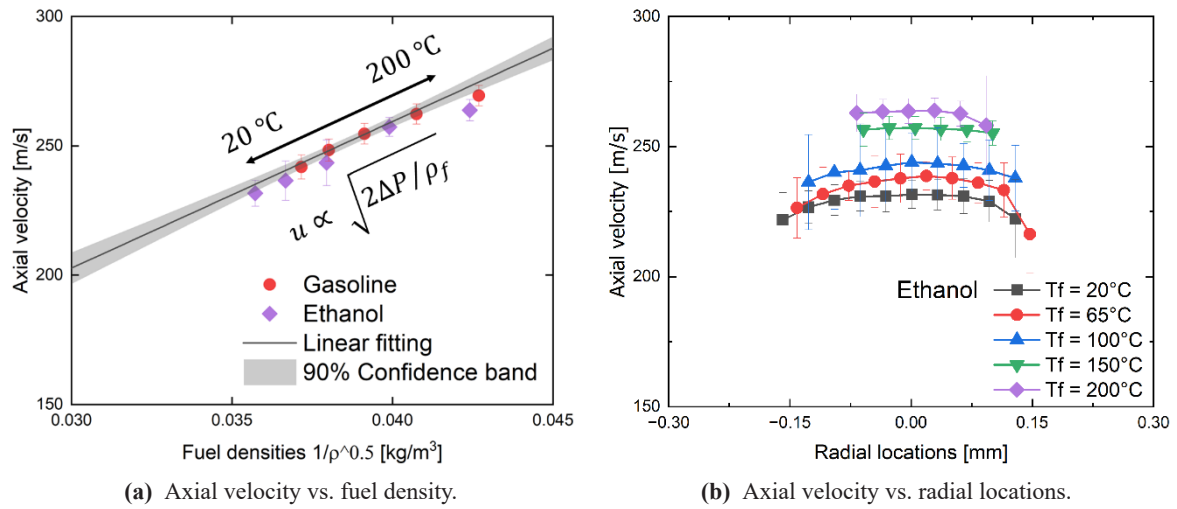 300
250
200
150
0.030
0.035
0.040
0.045
Axial velocity [m/s]
Fuel densities 1/ρ^0.5 [kg/m³]
20 °C
200 °C
u ∝ √(2ΔP / ρ_f)
Gasoline
Ethanol
Linear fitting
90% Confidence band
(a) Axial velocity vs. fuel density.
300
250
200
150
−0.30
−0.15
0.00
0.15
0.30
Axial velocity [m/s]
Radial locations [mm]
Ethanol
Tf = 20°C
Tf = 65°C
Tf = 100°C
Tf = 150°C
Tf = 200°C
(b) Axial velocity vs. radial locations.